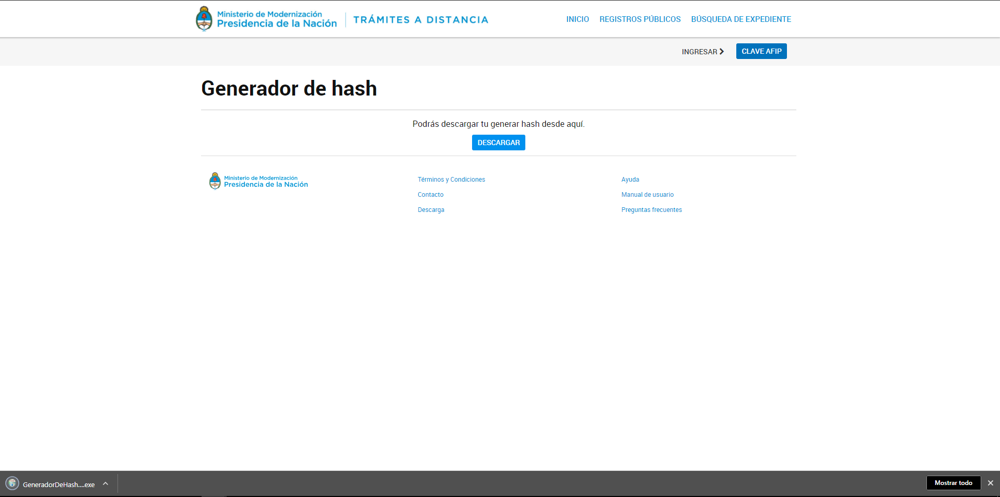 Ministerio de Modernización
Presidencia de la Nación
TRÁMITES A DISTANCIA
INICIO
REGISTROS PÚBLICOS
BÚSQUEDA DE EXPEDIENTE
INGRESAR
CLAVE AFIP
Generador de hash
Podrás descargar tu generar hash desde aquí.
DESCARGAR
Ministerio de Modernización
Presidencia de la Nación
Términos y Condiciones
Contacto
Descarga
Ayuda
Manual de usuario
Preguntas frecuentes
GeneradorDeHash....exe
Mostrar todo